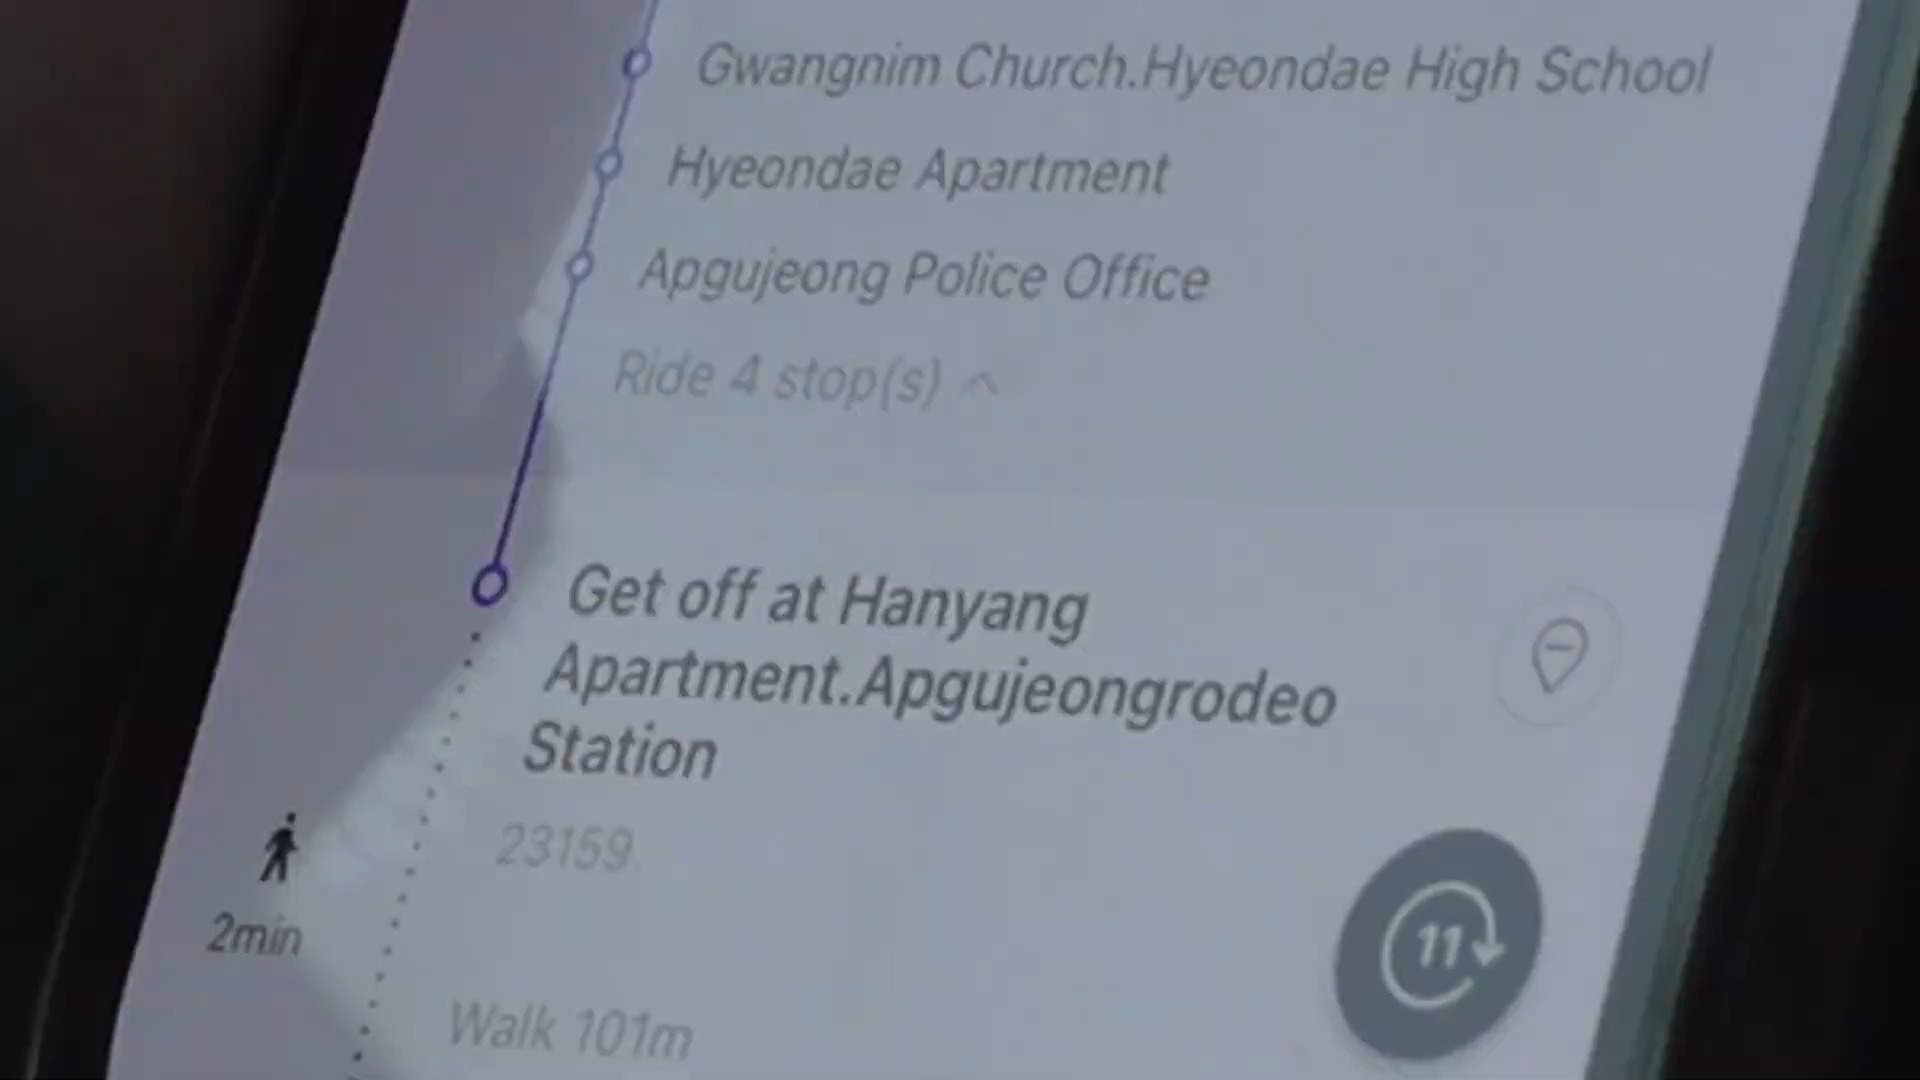 Gwangnim Church.Hyeondae High School
Hyeondae Apartment
Apgujeong Police Office
Ride 4 stop(s)
Get off at Hanyang
Apartment.Apgujeongrodeo
Station
23159
11
2min
Walk 101m